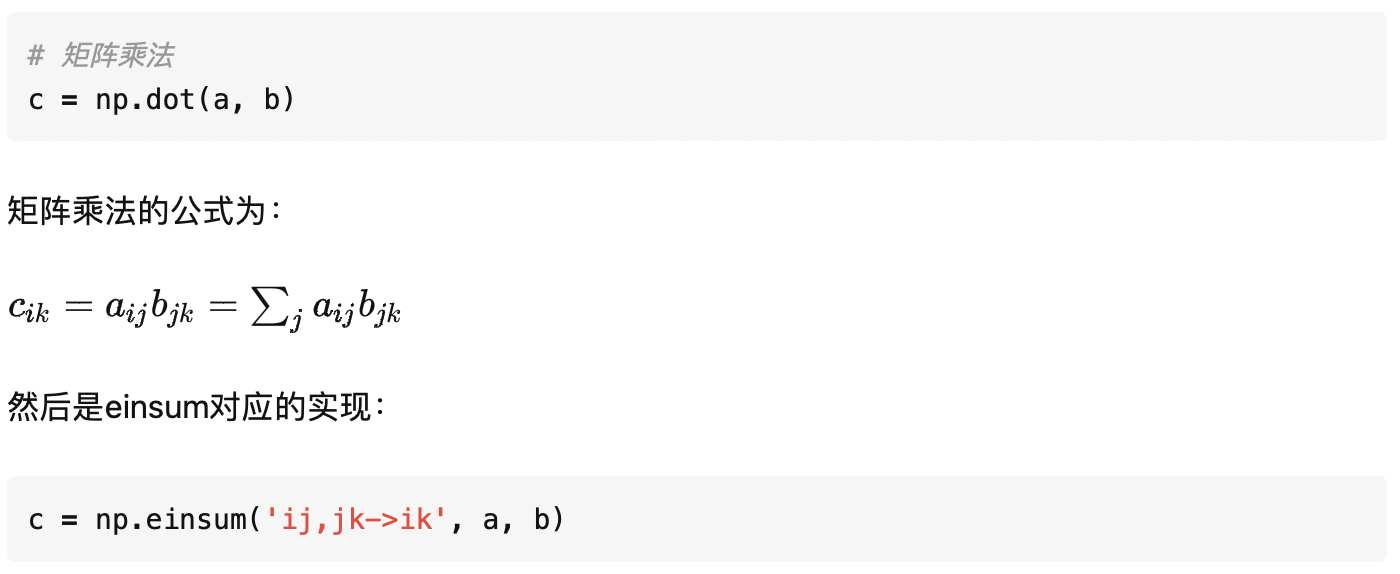 # 矩阵乘法
c = np.dot(a, b)
矩阵乘法的公式为：
c_{ik} = a_{ij}b_{jk} = \sum_j a_{ij}b_{jk}
然后是einsum对应的实现：
c = np.einsum('ij,jk->ik', a, b)